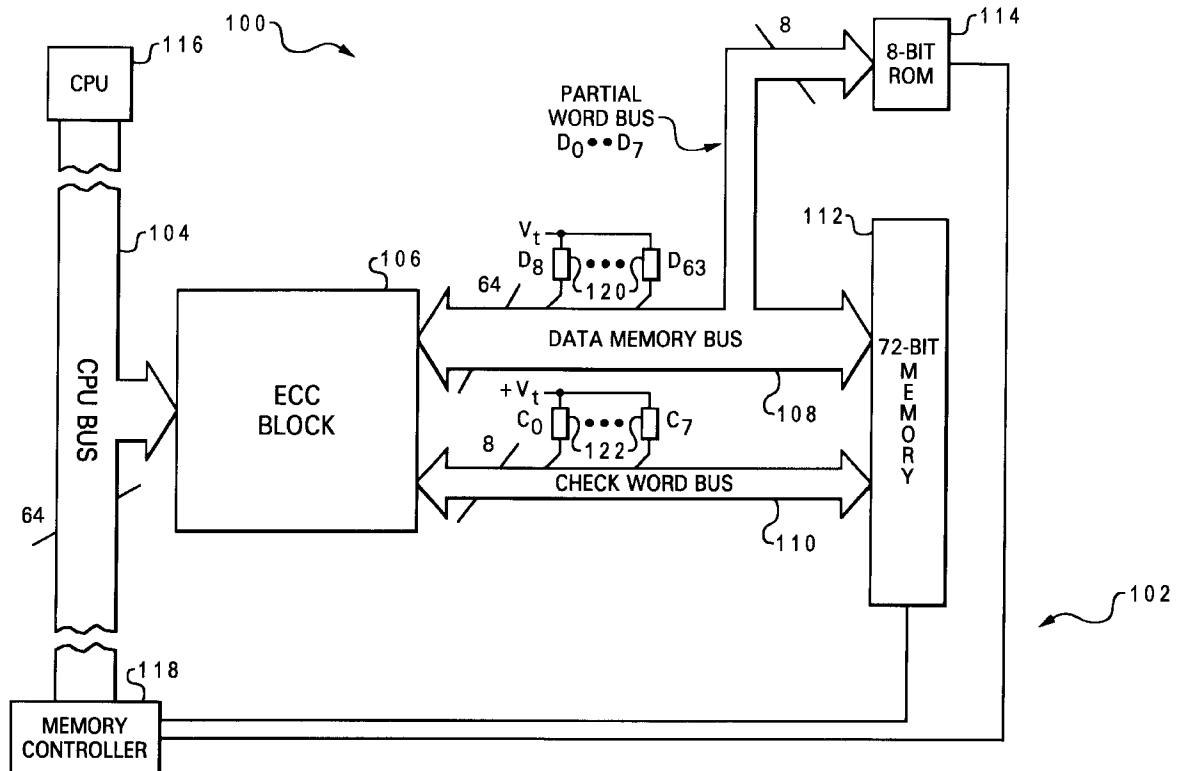 100
8
114
116
CPU
8-BIT
ROM
PARTIAL
WORD BUS
D0••D7
104
112
Vt
D8 ••• D63
106
120
64
DATA MEMORY BUS
72-BIT
MEMORY
CPU BUS
ECC
BLOCK
+Vt
108
C0 ••• C7
122
8
CHECK WORD BUS
64
110
102
118
MEMORY
CONTROLLER